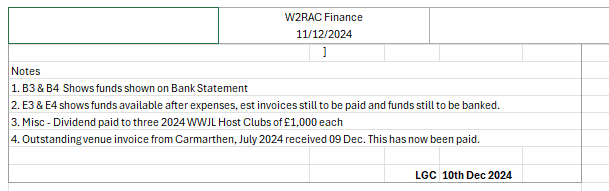 W2RAC Finance
11/12/2024
]
Notes
1. B3 & B4 Shows funds shown on Bank Statement
2. E3 & E4 shows funds available after expenses, est invoices still to be paid and funds still to be banked.
3. Misc - Dividend paid to three 2024 WWJL Host Clubs of £1,000 each
4. Outstanding venue invoice from Carmarthen, July 2024 received 09 Dec. This has now been paid.
LGC 10th Dec 2024